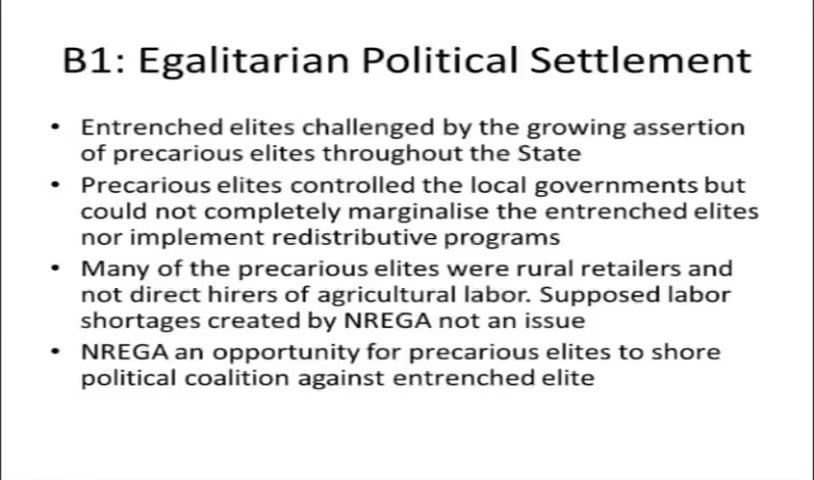 B1: Egalitarian Political Settlement
• Entrenched elites challenged by the growing assertion
of precarious elites throughout the State
• Precarious elites controlled the local governments but
could not completely marginalise the entrenched elites
nor implement redistributive programs
• Many of the precarious elites were rural retailers and
not direct hirers of agricultural labor. Supposed labor
shortages created by NREGA not an issue
• NREGA an opportunity for precarious elites to shore
political coalition against entrenched elite